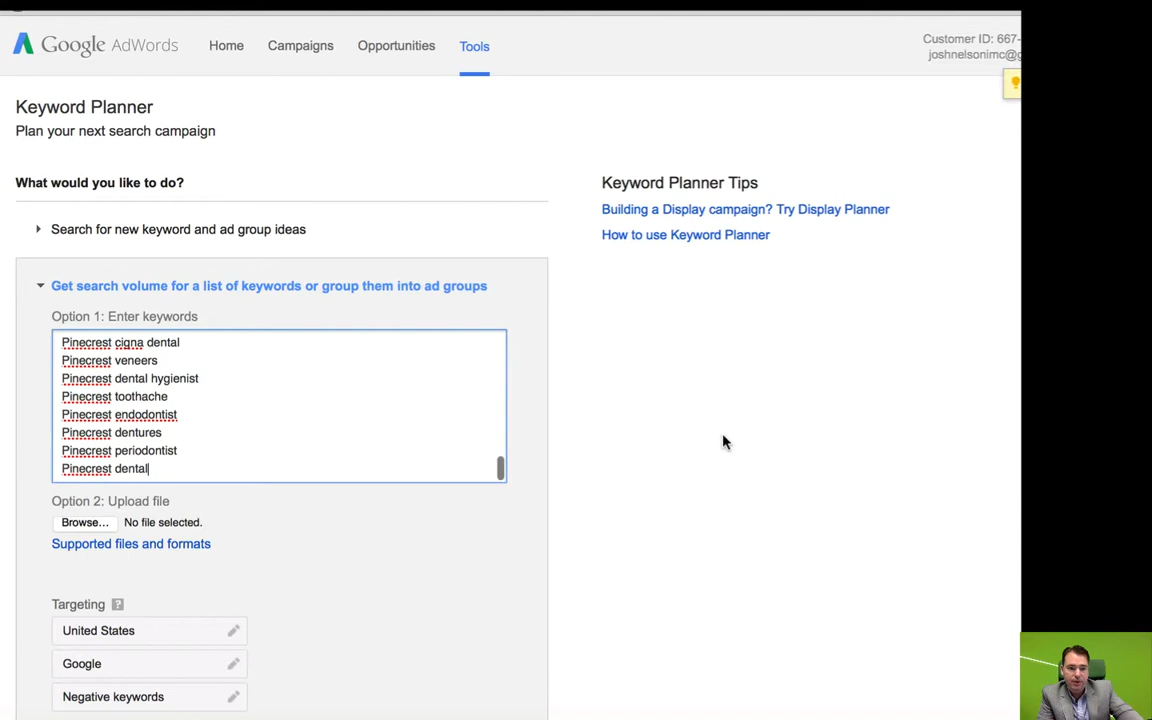 Google AdWords
Home
Campaigns
Opportunities
Tools
Customer ID: 667-
joshnelsonimc@g
Keyword Planner
Plan your next search campaign
What would you like to do?
Search for new keyword and ad group ideas
Get search volume for a list of keywords or group them into ad groups
Option 1: Enter keywords
Pinecrest cigna dental
Pinecrest veneers
Pinecrest dental hygienist
Pinecrest toothache
Pinecrest endodontist
Pinecrest dentures
Pinecrest periodontist
Pinecrest dental
Option 2: Upload file
Browse... No file selected.
Supported files and formats
Targeting ?
United States
Google
Negative keywords
Keyword Planner Tips
Building a Display campaign? Try Display Planner
How to use Keyword Planner